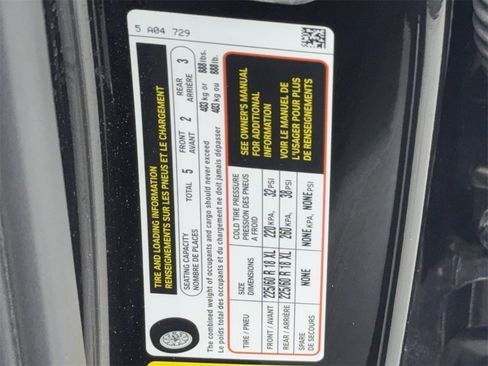 5 A04 729
TIRE AND LOADING INFORMATION
RENSEIGNEMENTS SUR LES PNEUS ET LE CHARGEMENT
SEATING CAPACITY
NOMBRE DE PLACES
TOTAL 5
FRONT
AVANT 2
REAR
ARRIÈRE 3
The combined weight of occupants and cargo should never exceed 403 kg or 888 lbs.
Le poids total des occupants et du chargement ne doit jamais dépasser 403 kg ou 888 lb.
TIRE / PNEU
SIZE
DIMENSIONS
COLD TIRE PRESSURE
PRESSION DES PNEUS
A FROID
FRONT / AVANT 225/60 R 18 XL 220 KPA, 32 PSI
REAR / ARRIÈRE 225/60 R 18 XL 260 KPA, 38 PSI
SPARE
DE SECOURS NONE NONE KPA, NONE PSI
SEE OWNER'S MANUAL
FOR ADDITIONAL
INFORMATION
VOIR LE MANUEL DE
L'USAGER POUR PLUS
DE RENSEIGNEMENTS